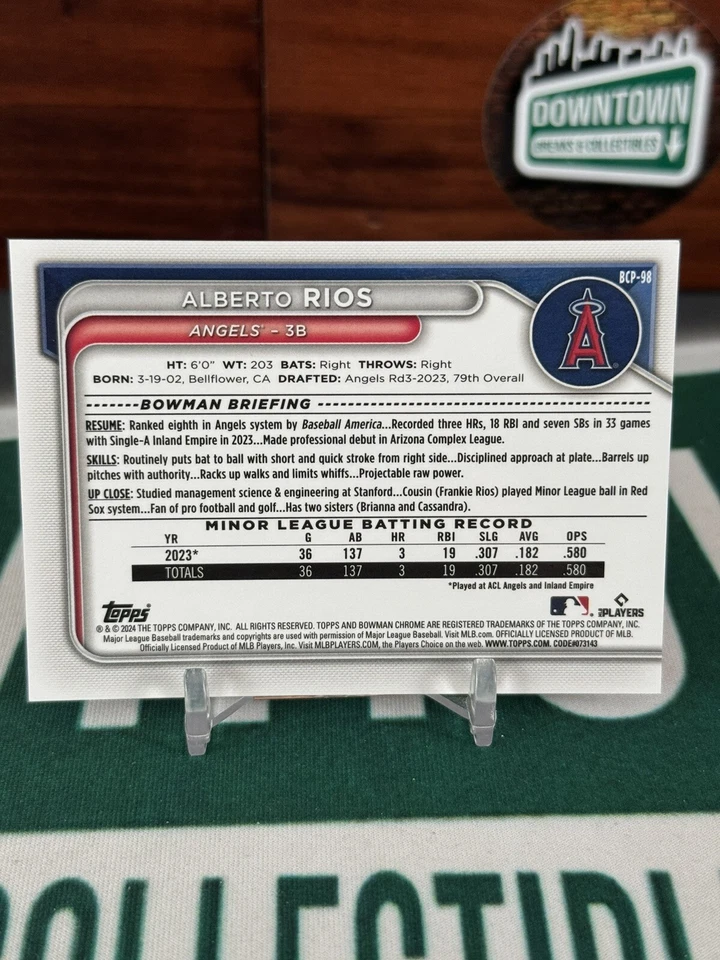 DOWNTOWN
BREAKS & COLLECTIBLES
BCP-98
ALBERTO RIOS
ANGELS® - 3B
A
HT: 6'0" WT: 203 BATS: Right THROWS: Right
BORN: 3-19-02, Bellflower, CA DRAFTED: Angels Rd3-2023, 79th Overall
BOWMAN BRIEFING
RESUME: Ranked eighth in Angels system by Baseball America...Recorded three HRs, 18 RBI and seven SBs in 33 games
with Single-A Inland Empire in 2023...Made professional debut in Arizona Complex League.
SKILLS: Routinely puts bat to ball with short and quick stroke from right side...Disciplined approach at plate...Barrels up
pitches with authority...Racks up walks and limits whiffs...Projectable raw power.
UP CLOSE: Studied management science & engineering at Stanford...Cousin (Frankie Rios) played Minor League ball in Red
Sox system...Fan of pro football and golf...Has two sisters (Brianna and Cassandra).
MINOR LEAGUE BATTING RECORD
YR G AB HR RBI SLG AVG OPS
2023* 36 137 3 19 .307 .182 .580
TOTALS 36 137 3 19 .307 .182 .580
*Played at ACL Angels and Inland Empire
Topps
PLAYERS
® & © 2024 THE TOPPS COMPANY, INC. ALL RIGHTS RESERVED. TOPPS AND BOWMAN CHROME ARE REGISTERED TRADEMARKS OF THE TOPPS COMPANY, INC.
Major League Baseball trademarks and copyrights are used with permission of Major League Baseball. Visit MLB.com. OFFICIALLY LICENSED PRODUCT OF MLB.
Officially Licensed Product of MLB Players, Inc. Visit MLBPLAYERS.COM, the Players Choice on the web. WWW.TOPPS.COM. CODE#073143